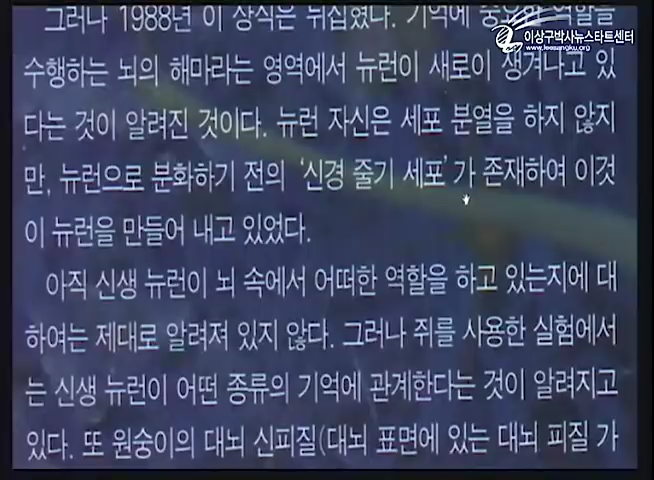 그러나 1988년 이 상식은 뒤집혔다. 기억에 중요한 역할을
이상구박사뉴스타트센터
www.leesangku.org
수행하는 뇌의 해마라는 영역에서 뉴런이 새로이 생겨나고 있
다는 것이 알려진 것이다. 뉴런 자신은 세포 분열을 하지 않지
만, 뉴런으로 분화하기 전의 ‘신경 줄기 세포’가 존재하여 이것
이 뉴런을 만들어 내고 있었다.
아직 신생 뉴런이 뇌 속에서 어떠한 역할을 하고 있는지에 대
하여는 제대로 알려져 있지 않다. 그러나 쥐를 사용한 실험에서
는 신생 뉴런이 어떤 종류의 기억에 관계한다는 것이 알려지고
있다. 또 원숭이의 대뇌 신피질(대뇌 표면에 있는 대뇌 피질 가